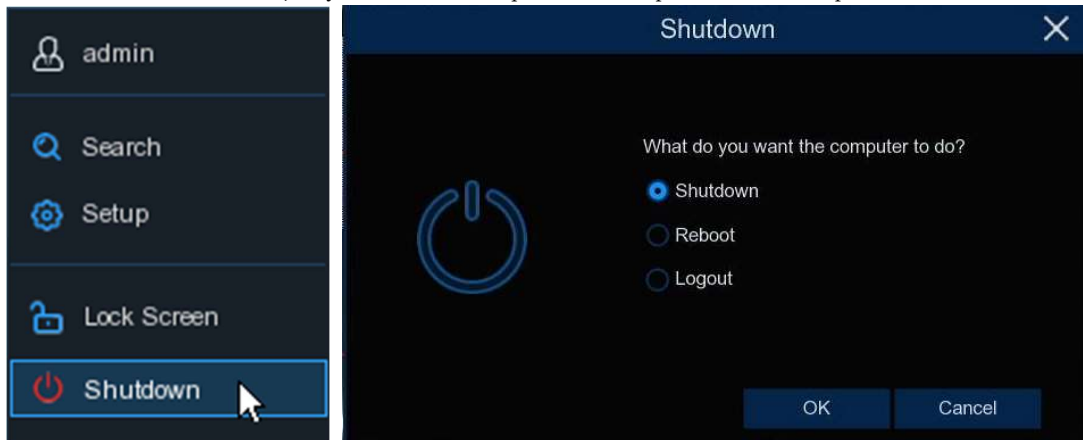 admin
Search
Setup
Lock Screen
Shutdown
Shutdown
What do you want the computer to do?
Shutdown
Reboot
Logout
OK
Cancel